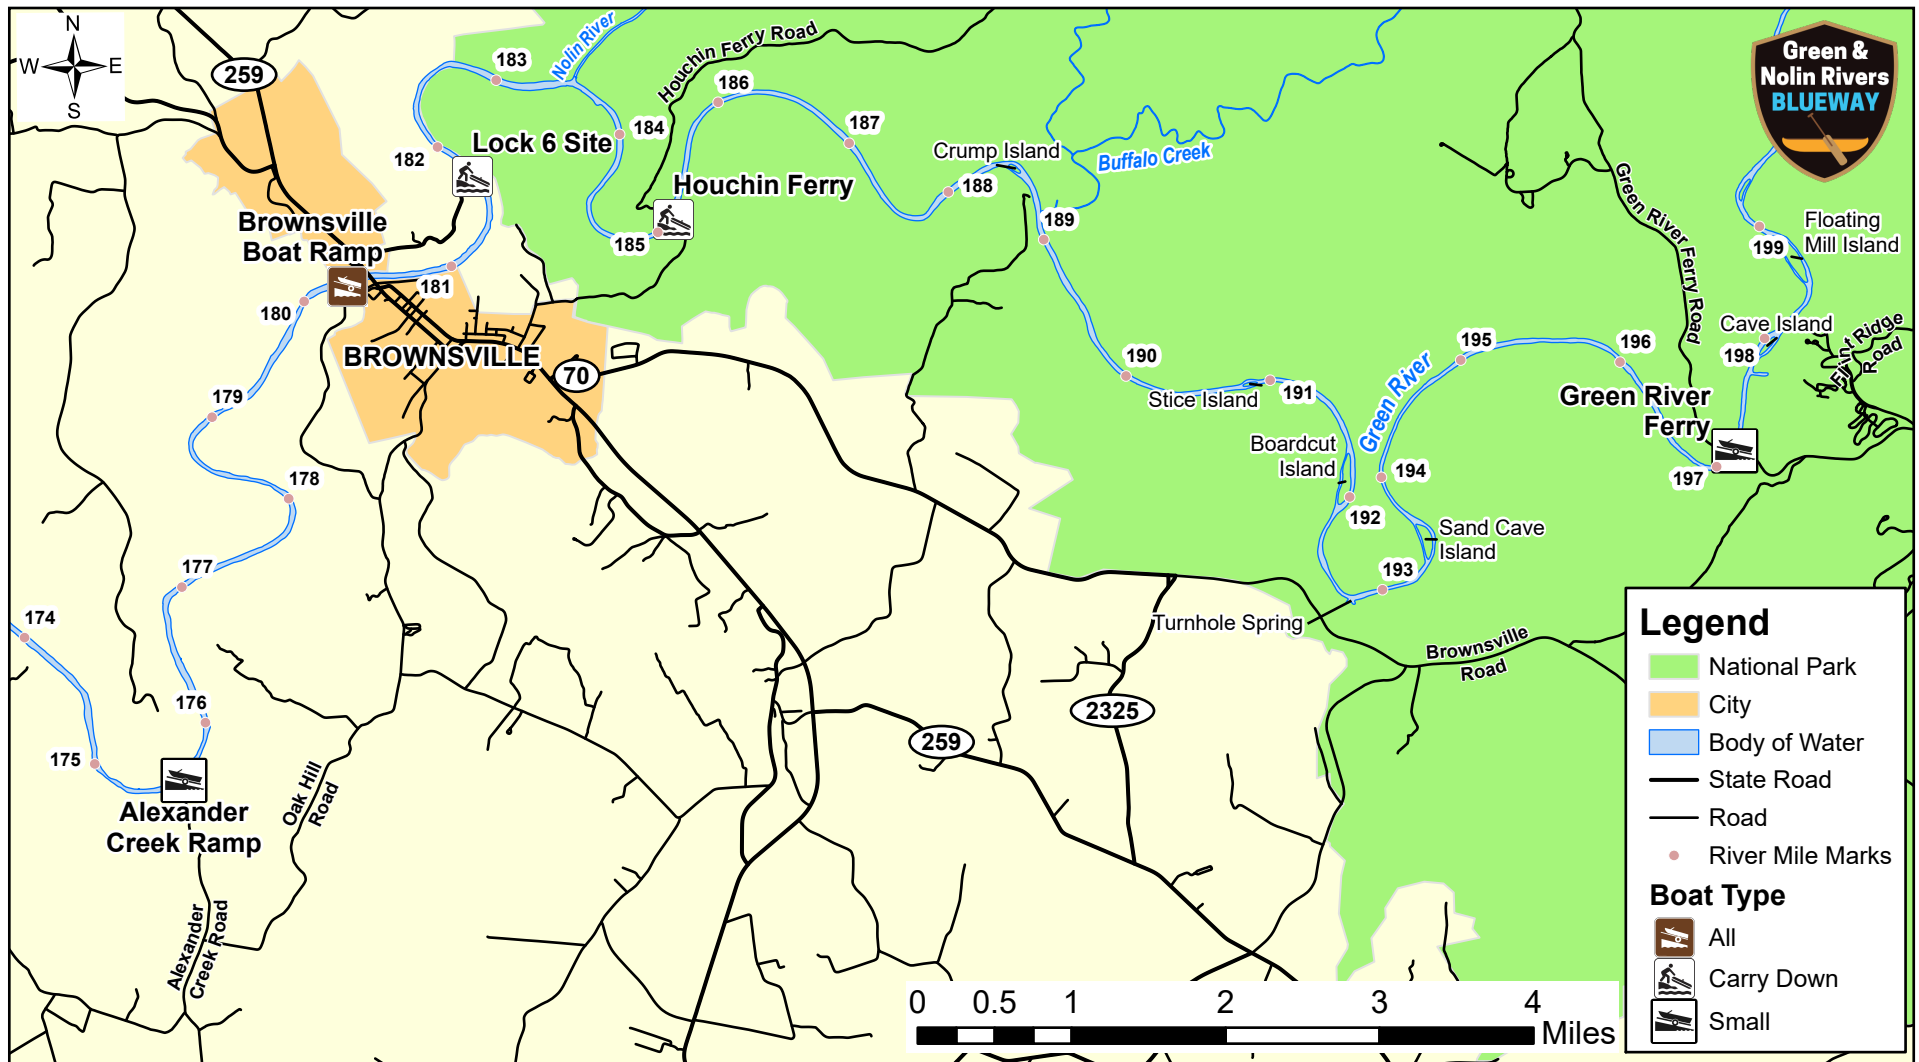 N
W
E
S
259
183
Nolin River
Houchin Ferry Road
186
184
187
182
Lock 6 Site
Crump Island
Buffalo Creek
Green &
Nolin Rivers
BLUEWAY
Houchin Ferry
188
189
185
Brownsville
Boat Ramp
181
180
Green River Ferry Road
Floating
Mill Island
199
Cave Island
198
Flint Ridge
Road
BROWNSVILLE
70
179
178
177
190
Stice Island
191
Boardcut
Island
192
Green River
195
196
194
Green River
Ferry
197
Sand Cave
Island
193
Turnhole Spring
Brownsville
Road
174
176
175
Alexander
Creek Ramp
Oak Hill
Road
Alexander
Creek Road
259
2325
0
0.5
1
2
3
4
Miles
Legend
National Park
City
Body of Water
State Road
Road
River Mile Marks
Boat Type
All
Carry Down
Small